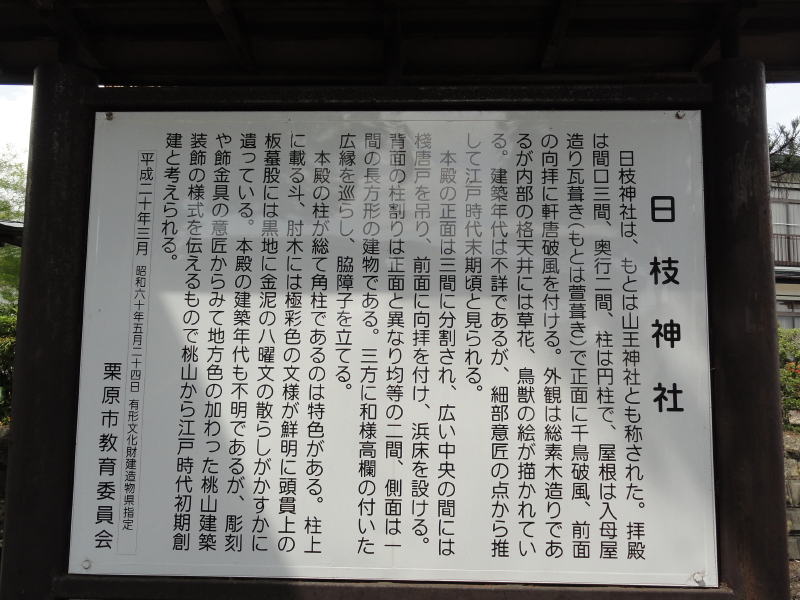 日枝神社
日枝神社は、もとは山王神社とも称された。拝殿
は間口三間、奥行二間、柱は円柱で、屋根は入母屋
造り瓦葺き(もとは萱葺き)で正面に千鳥破風、前面
の向拝に軒唐破風を付ける。外観は総素木造りであ
るが内部の格天井には草花、鳥獣の絵が描かれてい
る。建築年代は不詳であるが、細部意匠の点から推
して江戸時代末期頃と見られる。
本殿の正面は三間に分割され、広い中央の間には
棧唐戸を吊り、前面に向拝を付け、浜床を設ける。
背面の柱割りは正面と異なり均等の二間、側面は一
間の長方形の建物である。三方に和様高欄の付いた
広縁を巡らし、脇障子を立てる。
本殿の柱が総て角柱であるのは特色がある。柱上
に載る斗、肘木には極彩色の文様が鮮明に頭貫上の
板蟇股には黒地に金泥の八曜文の散らしがかすかに
遺っている。本殿の建築年代も不明であるが、彫刻
や飾金具の意匠からみて地方色の加わった桃山建築
装飾の様式を伝えるもので桃山から江戸時代初期創
建と考えられる。
平成二十年三月 昭和六十年五月二十四日 有形文化財建造物県指定
栗原市教育委員会